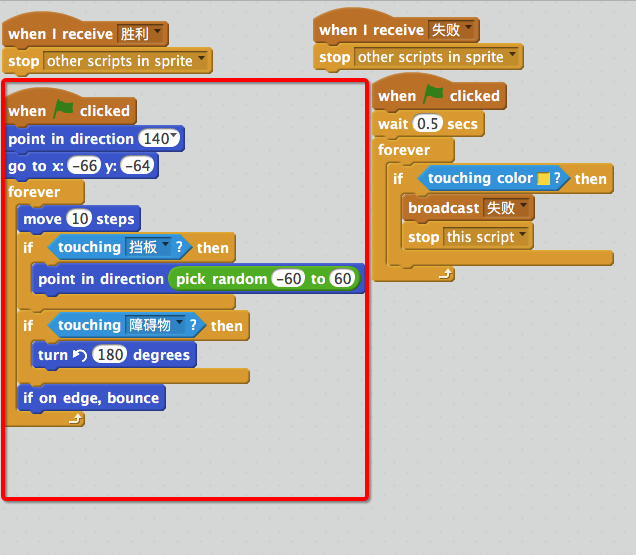 when I receive 胜利
stop other scripts in sprite
when I receive 失败
stop other scripts in sprite
when clicked
point in direction 140
go to x: -66 y: -64
forever
move 10 steps
if touching 挡板 ? then
point in direction pick random -60 to 60
if touching 障碍物 ? then
turn 180 degrees
if on edge, bounce
when clicked
wait 0.5 secs
forever
if touching color ? then
broadcast 失败
stop this script